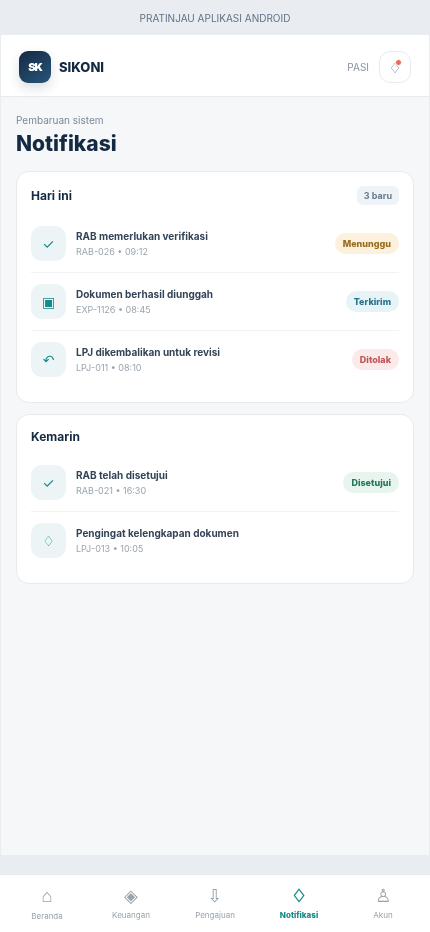 PRATINJAU APLIKASI ANDROID
SK SIKONI PASI
Pembaruan sistem
Notifikasi
Hari ini 3 baru
RAB memerlukan verifikasi Menunggu
RAB-026 • 09:12
Dokumen berhasil diunggah Terkirim
EXP-1126 • 08:45
LPJ dikembalikan untuk revisi Ditolak
LPJ-011 • 08:10
Kemarin
RAB telah disetujui Disetujui
RAB-021 • 16:30
Pengingat kelengkapan dokumen
LPJ-013 • 10:05
Beranda Keuangan Pengajuan Notifikasi Akun